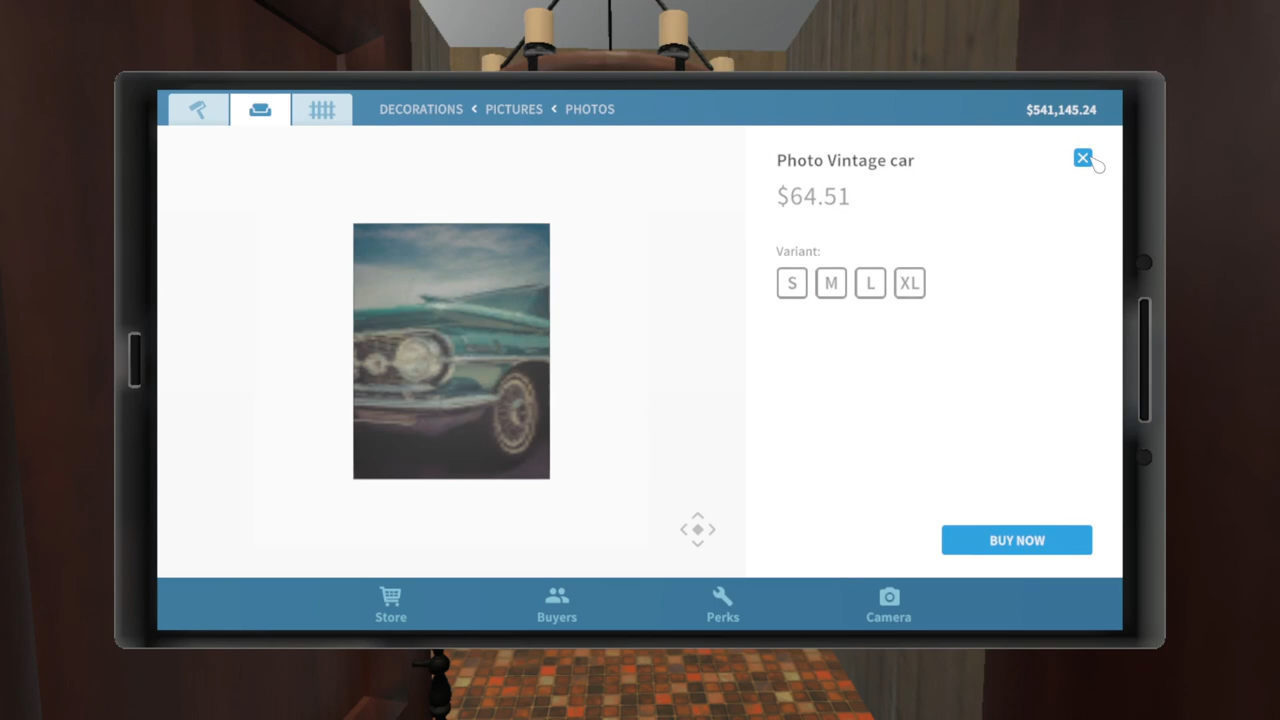 DECORATIONS < PICTURES < PHOTOS
$541,145.24
Photo Vintage car
$64.51
Variant:
S M L XL
BUY NOW
Store Buyers Perks Camera